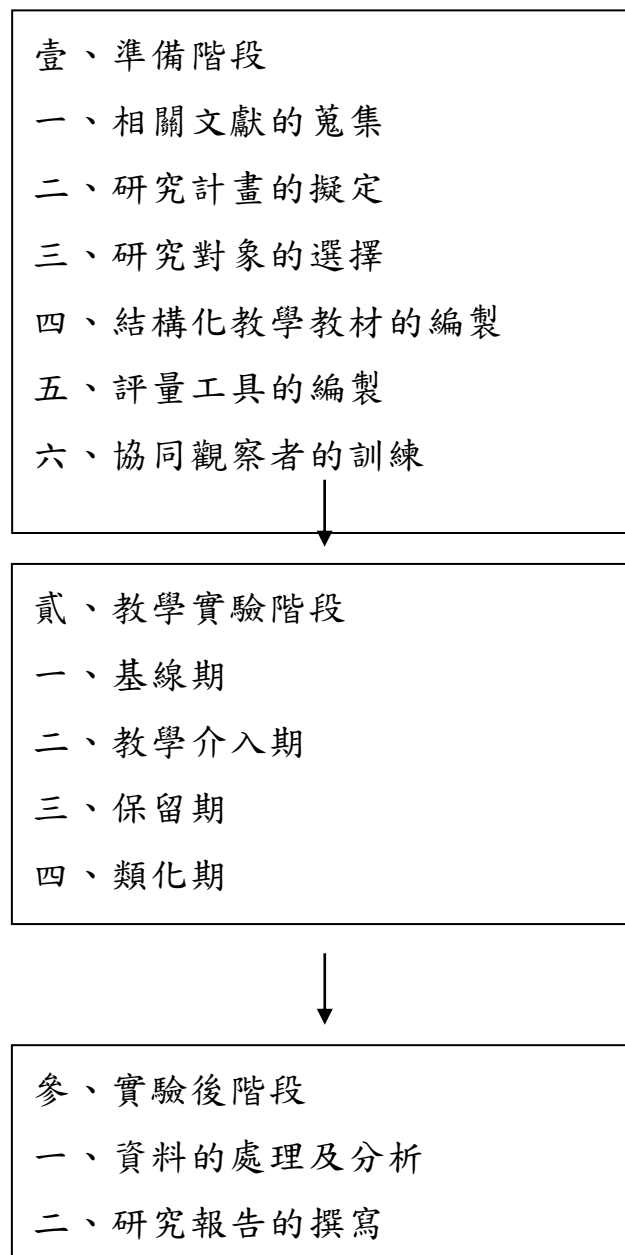 壹、準備階段
一、相關文獻的蒐集
二、研究計畫的擬定
三、研究對象的選擇
四、結構化教學教材的編製
五、評量工具的編製
六、協同觀察者的訓練
貳、教學實驗階段
一、基線期
二、教學介入期
三、保留期
四、類化期
參、實驗後階段
一、資料的處理及分析
二、研究報告的撰寫